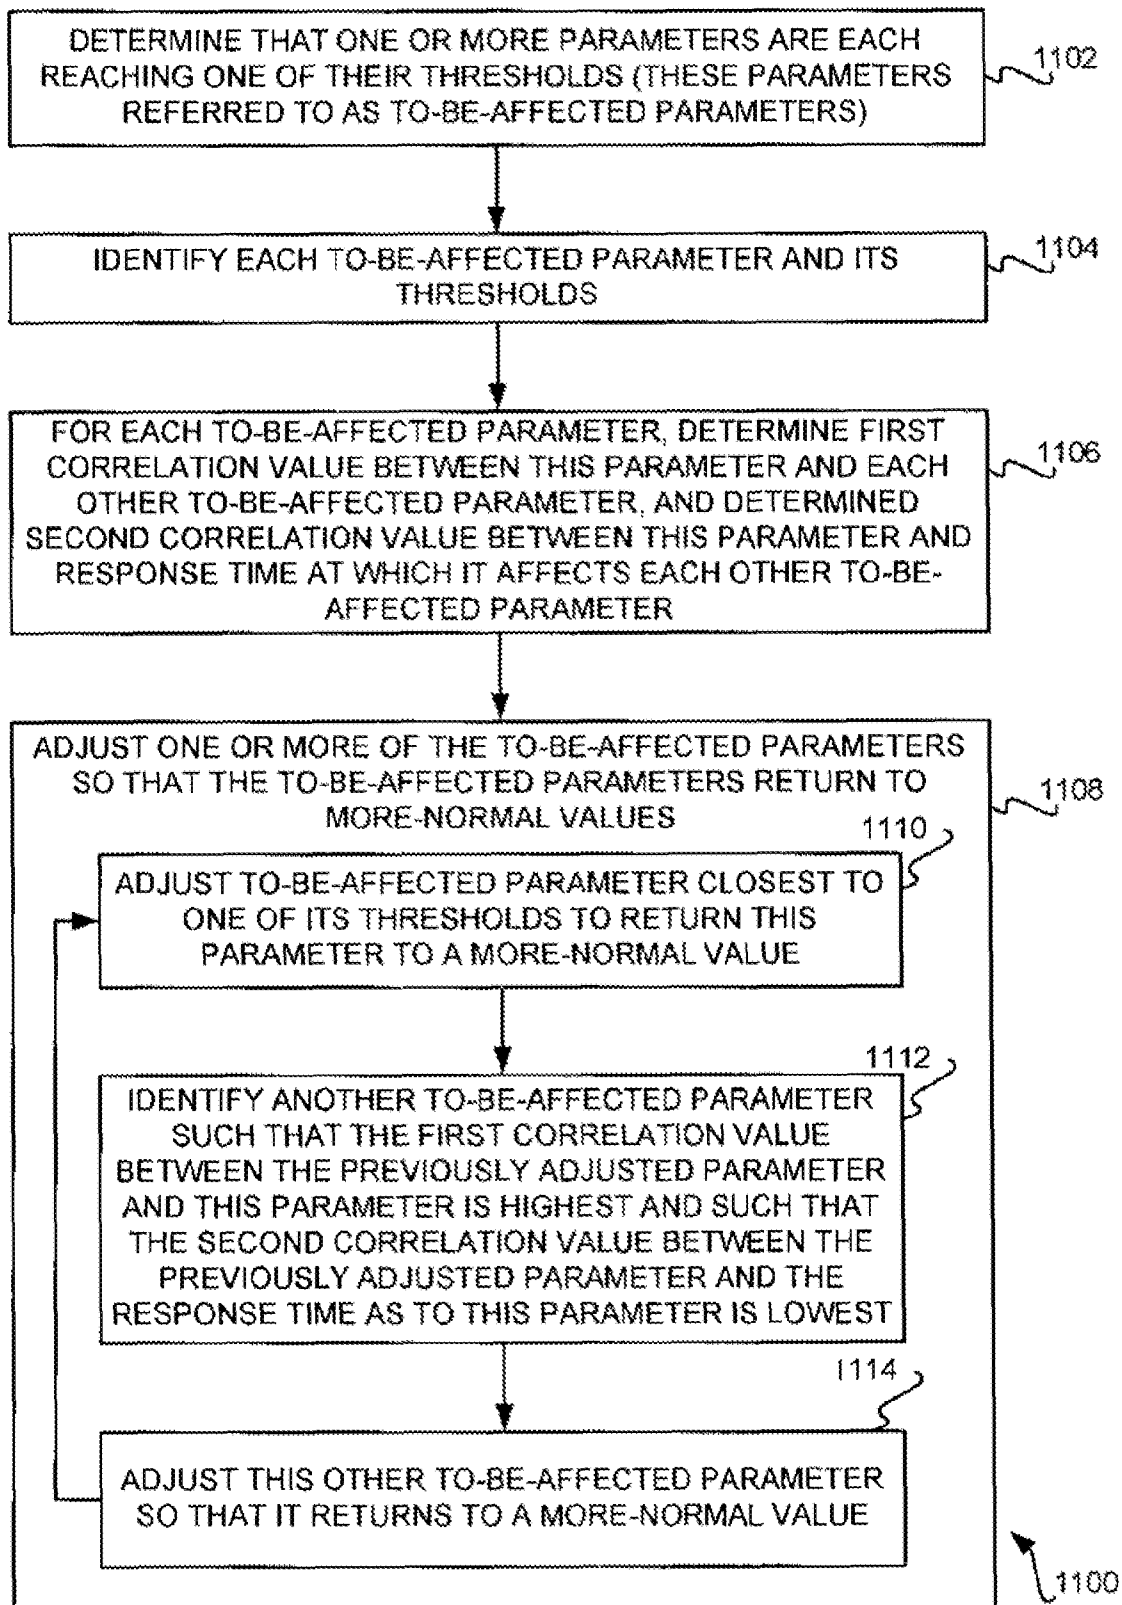 DETERMINE THAT ONE OR MORE PARAMETERS ARE EACH
REACHING ONE OF THEIR THRESHOLDS (THESE PARAMETERS
REFERRED TO AS TO-BE-AFFECTED PARAMETERS)
1102
IDENTIFY EACH TO-BE-AFFECTED PARAMETER AND ITS
THRESHOLDS
1104
FOR EACH TO-BE-AFFECTED PARAMETER, DETERMINE FIRST
CORRELATION VALUE BETWEEN THIS PARAMETER AND EACH
OTHER TO-BE-AFFECTED PARAMETER, AND DETERMINED
SECOND CORRELATION VALUE BETWEEN THIS PARAMETER AND
RESPONSE TIME AT WHICH IT AFFECTS EACH OTHER TO-BE-
AFFECTED PARAMETER
1106
ADJUST ONE OR MORE OF THE TO-BE-AFFECTED PARAMETERS
SO THAT THE TO-BE-AFFECTED PARAMETERS RETURN TO
MORE-NORMAL VALUES
1108
1110
ADJUST TO-BE-AFFECTED PARAMETER CLOSEST TO
ONE OF ITS THRESHOLDS TO RETURN THIS
PARAMETER TO A MORE-NORMAL VALUE
1112
IDENTIFY ANOTHER TO-BE-AFFECTED PARAMETER
SUCH THAT THE FIRST CORRELATION VALUE
BETWEEN THE PREVIOUSLY ADJUSTED PARAMETER
AND THIS PARAMETER IS HIGHEST AND SUCH THAT
THE SECOND CORRELATION VALUE BETWEEN THE
PREVIOUSLY ADJUSTED PARAMETER AND THE
RESPONSE TIME AS TO THIS PARAMETER IS LOWEST
1114
ADJUST THIS OTHER TO-BE-AFFECTED PARAMETER
SO THAT IT RETURNS TO A MORE-NORMAL VALUE
1100